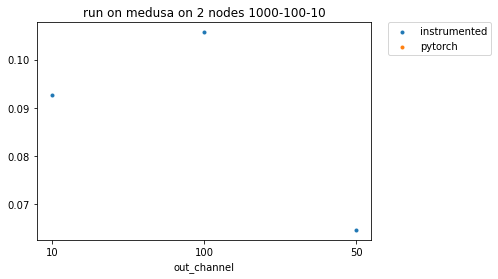 run on medusa on 2 nodes 1000-100-10
instrumented
pytorch
0.10
0.09
0.08
0.07
10 100 50
out_channel